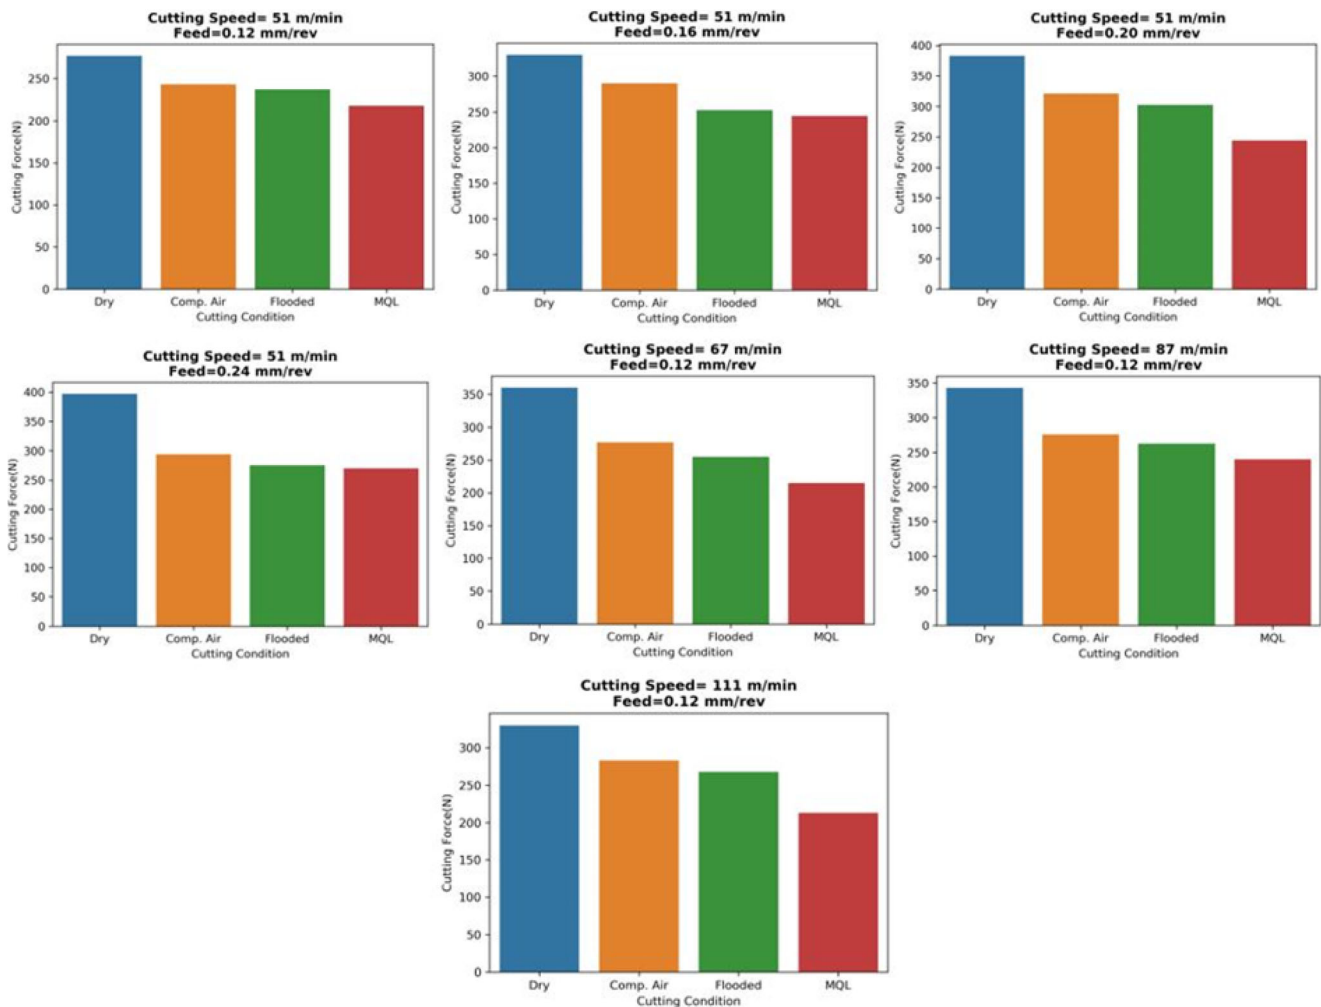 Cutting Speed= 51 m/min
Feed=0.12 mm/rev
Cutting Force(N)
250
200
150
100
50
0
Dry
Comp. Air
Flooded
MQL
Cutting Condition
Cutting Speed= 51 m/min
Feed=0.16 mm/rev
Cutting Force(N)
300
250
200
150
100
50
0
Dry
Comp. Air
Flooded
MQL
Cutting Condition
Cutting Speed= 51 m/min
Feed=0.20 mm/rev
Cutting Force(N)
400
350
300
250
200
150
100
50
0
Dry
Comp. Air
Flooded
MQL
Cutting Condition
Cutting Speed= 51 m/min
Feed=0.24 mm/rev
Cutting Force(N)
400
350
300
250
200
150
100
50
0
Dry
Comp. Air
Flooded
MQL
Cutting Condition
Cutting Speed= 67 m/min
Feed=0.12 mm/rev
Cutting Force(N)
350
300
250
200
150
100
50
0
Dry
Comp. Air
Flooded
MQL
Cutting Condition
Cutting Speed= 87 m/min
Feed=0.12 mm/rev
Cutting Force(N)
350
300
250
200
150
100
50
0
Dry
Comp. Air
Flooded
MQL
Cutting Condition
Cutting Speed= 111 m/min
Feed=0.12 mm/rev
Cutting Force(N)
300
250
200
150
100
50
0
Dry
Comp. Air
Flooded
MQL
Cutting Condition